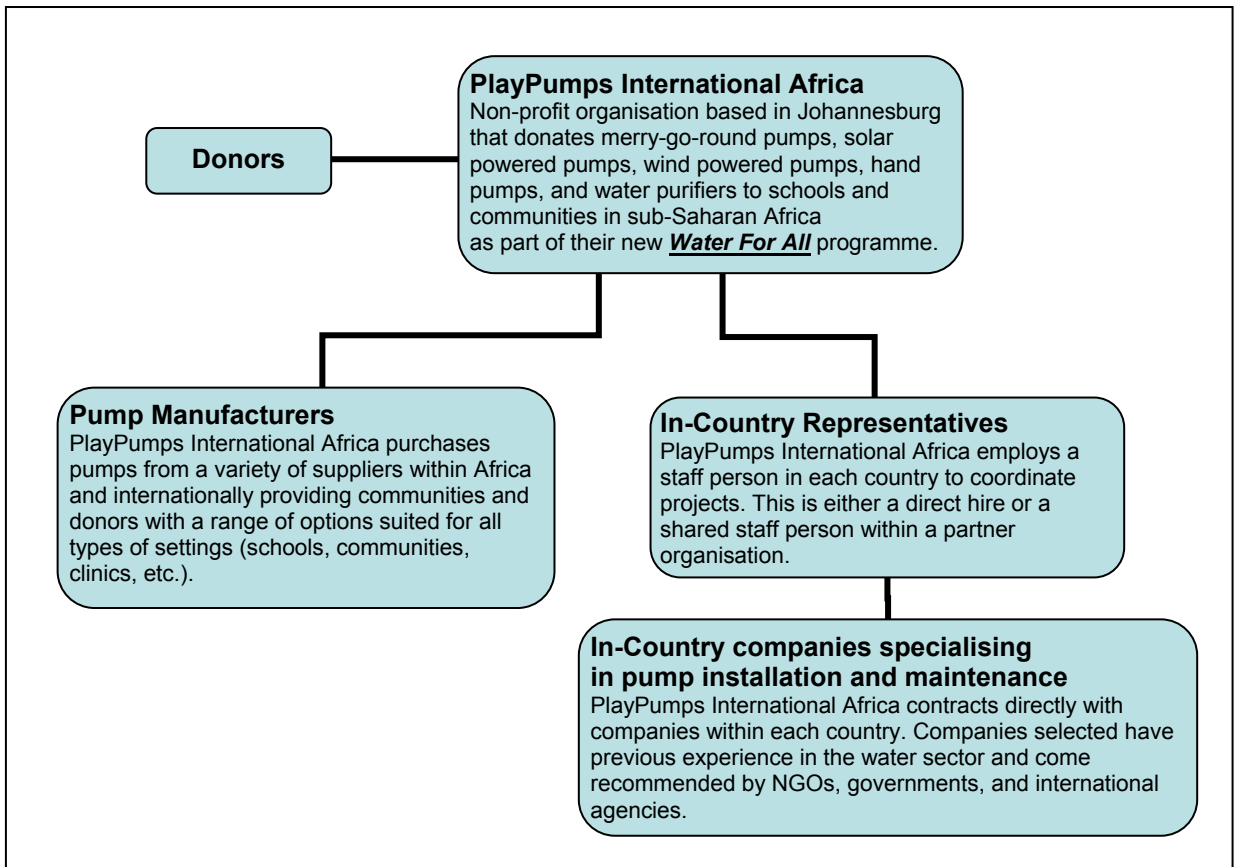 PlayPumps International Africa
Non-profit organisation based in Johannesburg
that donates merry-go-round pumps, solar
powered pumps, wind powered pumps, hand
pumps, and water purifiers to schools and
communities in sub-Saharan Africa
as part of their new Water For All programme.
Donors
Pump Manufacturers
PlayPumps International Africa purchases
pumps from a variety of suppliers within Africa
and internationally providing communities and
donors with a range of options suited for all
types of settings (schools, communities,
clinics, etc.).
In-Country Representatives
PlayPumps International Africa employs a
staff person in each country to coordinate
projects. This is either a direct hire or a
shared staff person within a partner
organisation.
In-Country companies specialising
in pump installation and maintenance
PlayPumps International Africa contracts directly with
companies within each country. Companies selected have
previous experience in the water sector and come
recommended by NGOs, governments, and international
agencies.